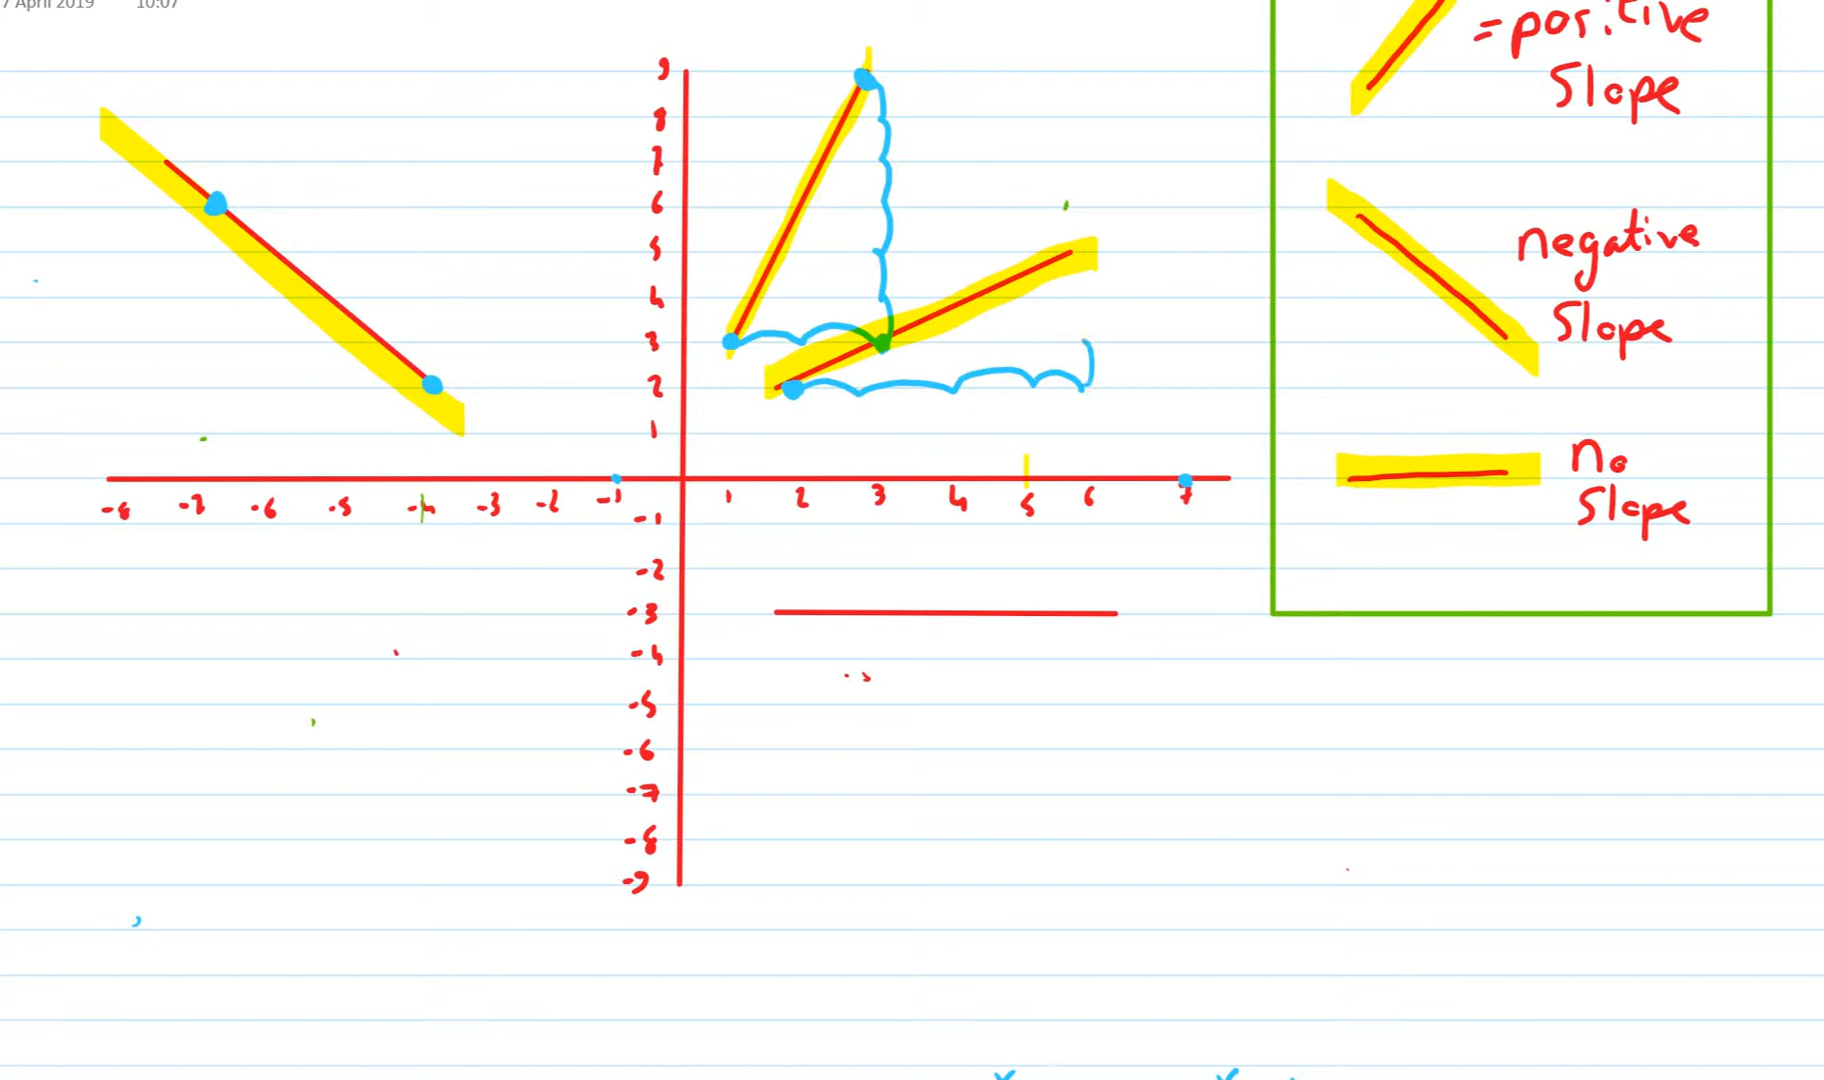 7 April 2019 10:07
= positive
Slope
negative
Slope
no
Slope
9
8
7
6
5
4
3
2
1
-8 -7 -6 -5 -4 -3 -2 -1 1 2 3 4 5 6 7
-1
-2
-3
-4
-5
-6
-7
-8
-9